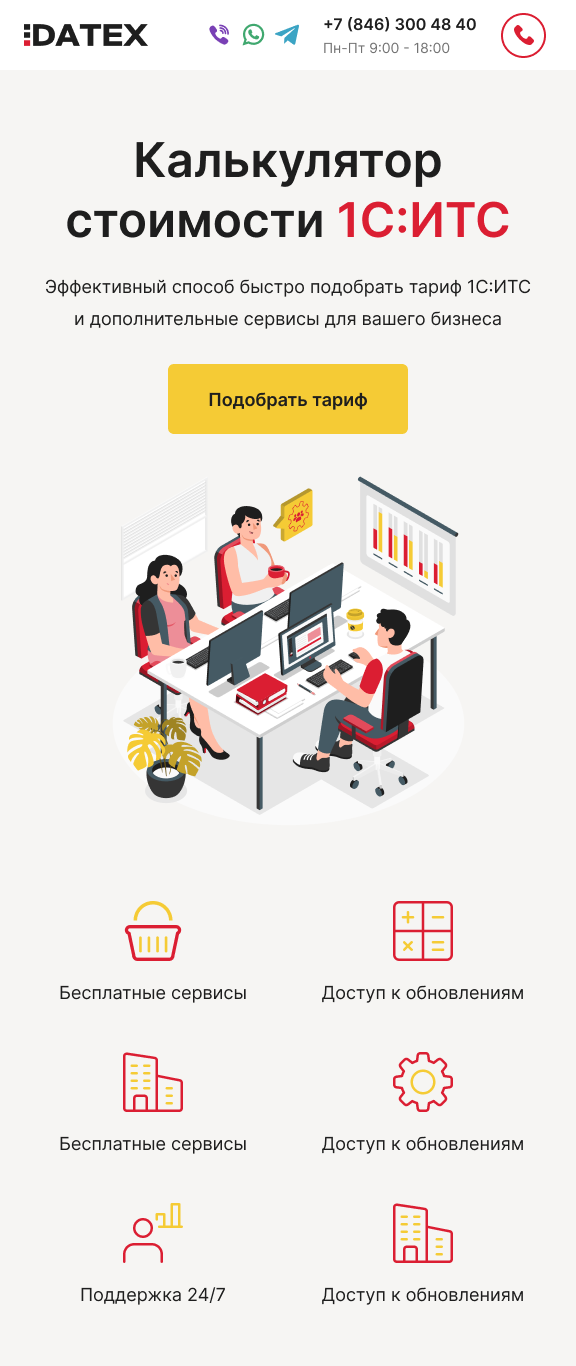 DATEX
+7 (846) 300 48 40
Пн-Пт 9:00 - 18:00
Калькулятор
стоимости 1С:ИТС
Эффективный способ быстро подобрать тариф 1С:ИТС
и дополнительные сервисы для вашего бизнеса
Подобрать тариф
Бесплатные сервисы
Доступ к обновлениям
Бесплатные сервисы
Доступ к обновлениям
Поддержка 24/7
Доступ к обновлениям